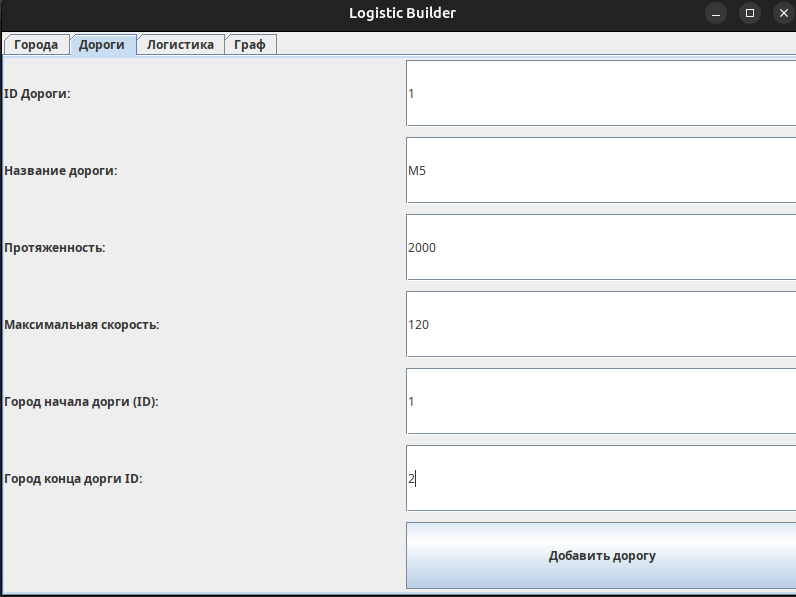 Logistic Builder
Города Дороги Логистика Граф
ID Дороги: 1
Название дороги: M5
Протяженность: 2000
Максимальная скорость: 120
Город начала дорги (ID): 1
Город конца дорги ID: 2
Добавить дорогу